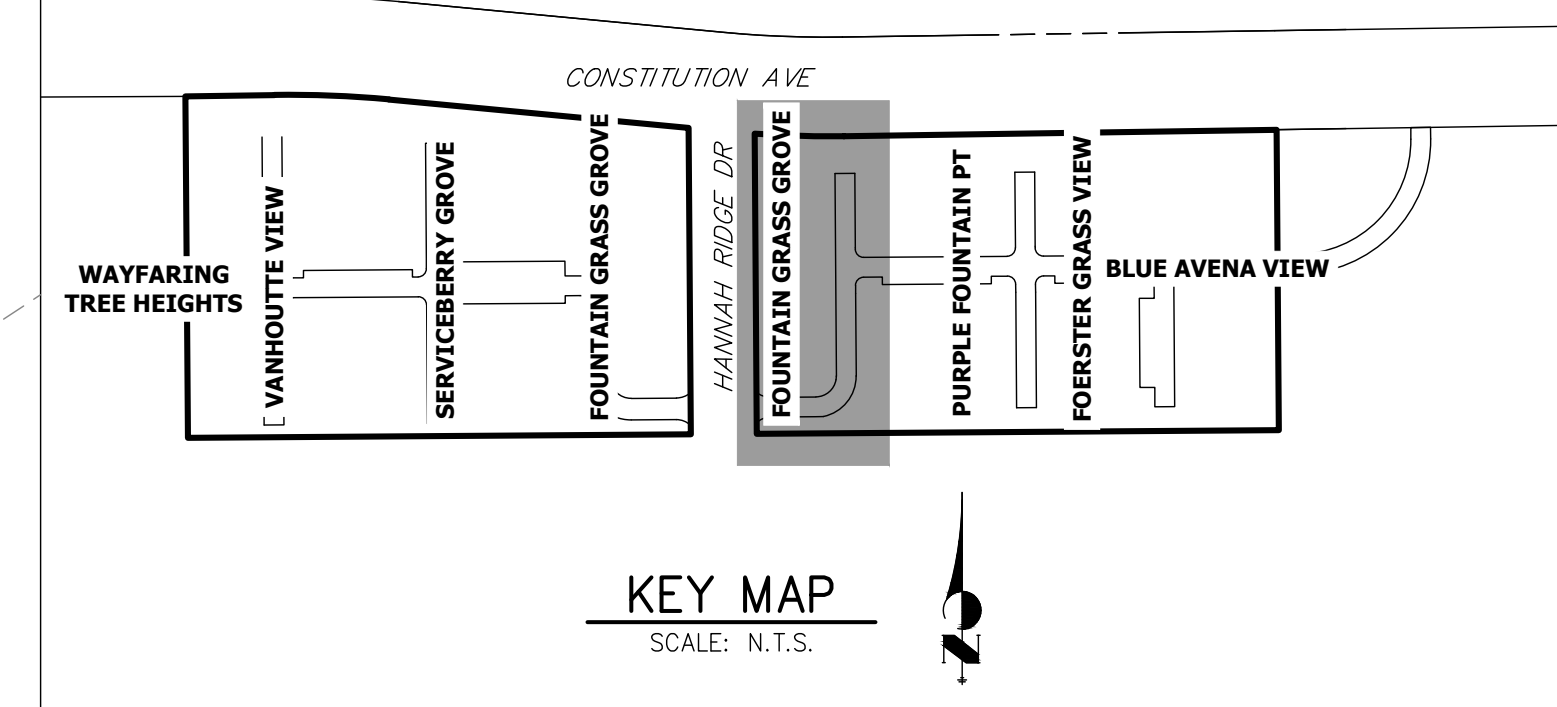 CONSTITUTION AVE
WAYFARING
TREE HEIGHTS
VANHOUTTE VIEW
SERVICEBERRY GROVE
FOUNTAIN GRASS GROVE
HANNAH RIDGE DR
FOUNTAIN GRASS GROVE
PURPLE FOUNTAIN PT
FOERSTER GRASS VIEW
BLUE AVENA VIEW
KEY MAP
SCALE: N.T.S.
N